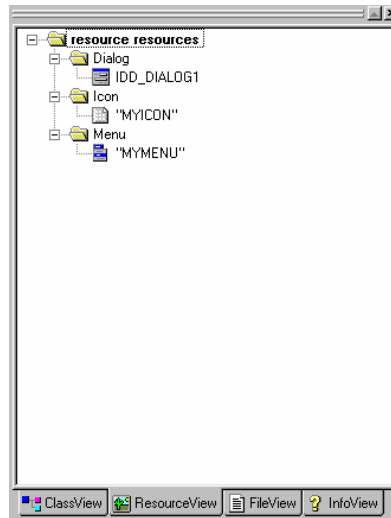 resource resources
Dialog
IDD_DIALOG1
Icon
"MYICON"
Menu
"MYMENU"
ClassView ResourceView FileView InfoView